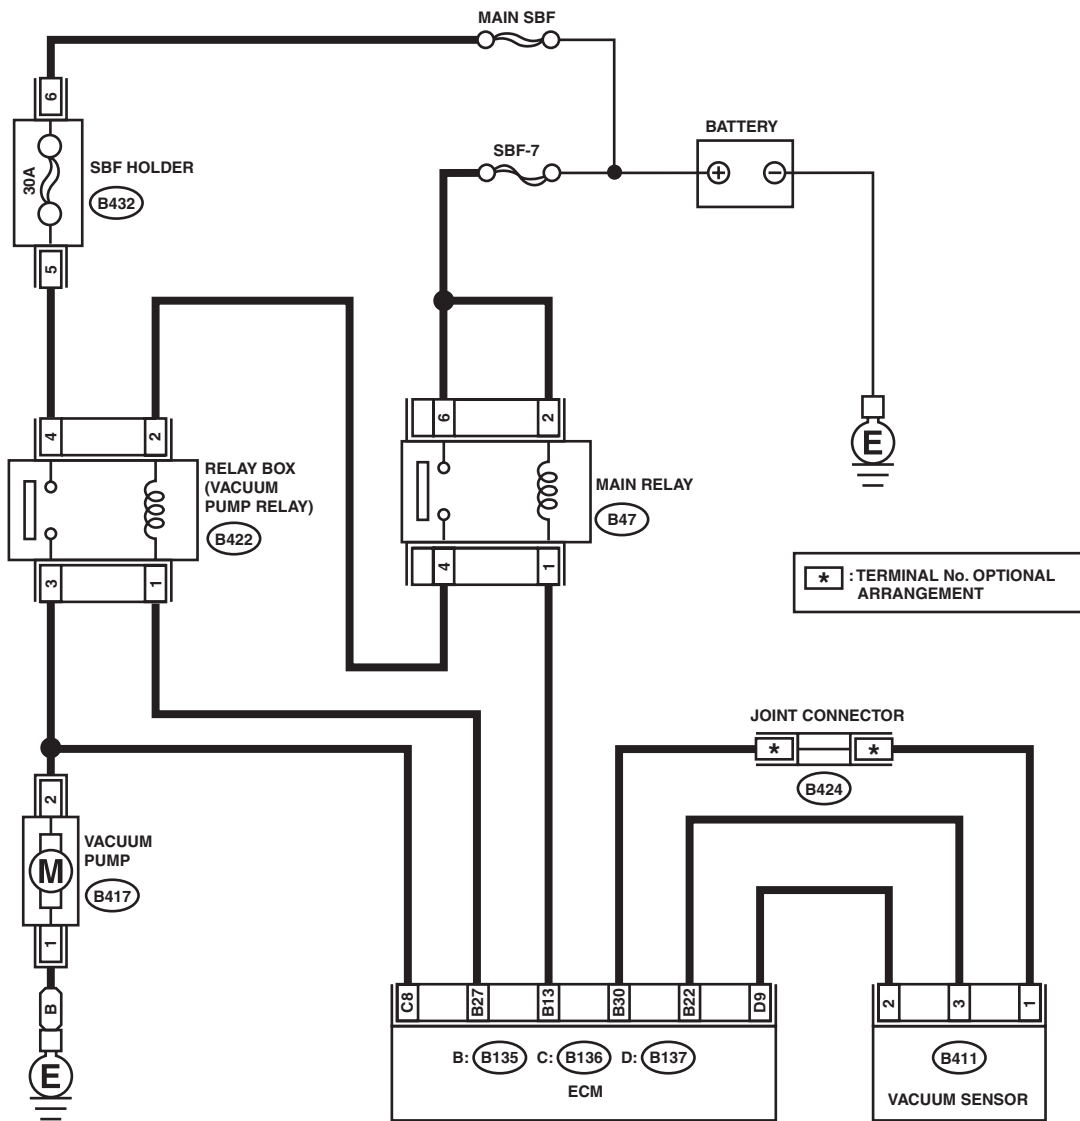 MAIN SBF
6
BATTERY
SBF-7
+
−
30A
SBF HOLDER
B432
5
4
2
6
2
E
RELAY BOX
(VACUUM
PUMP RELAY)
B422
MAIN RELAY
B47
3
1
4
1
* : TERMINAL No. OPTIONAL
ARRANGEMENT
JOINT CONNECTOR
*
*
B424
2
VACUUM
PUMP
M
B417
1
B
E
C8
B27
B13
B30
B22
D9
2
3
1
B: B135 C: B136 D: B137
ECM
B411
VACUUM SENSOR